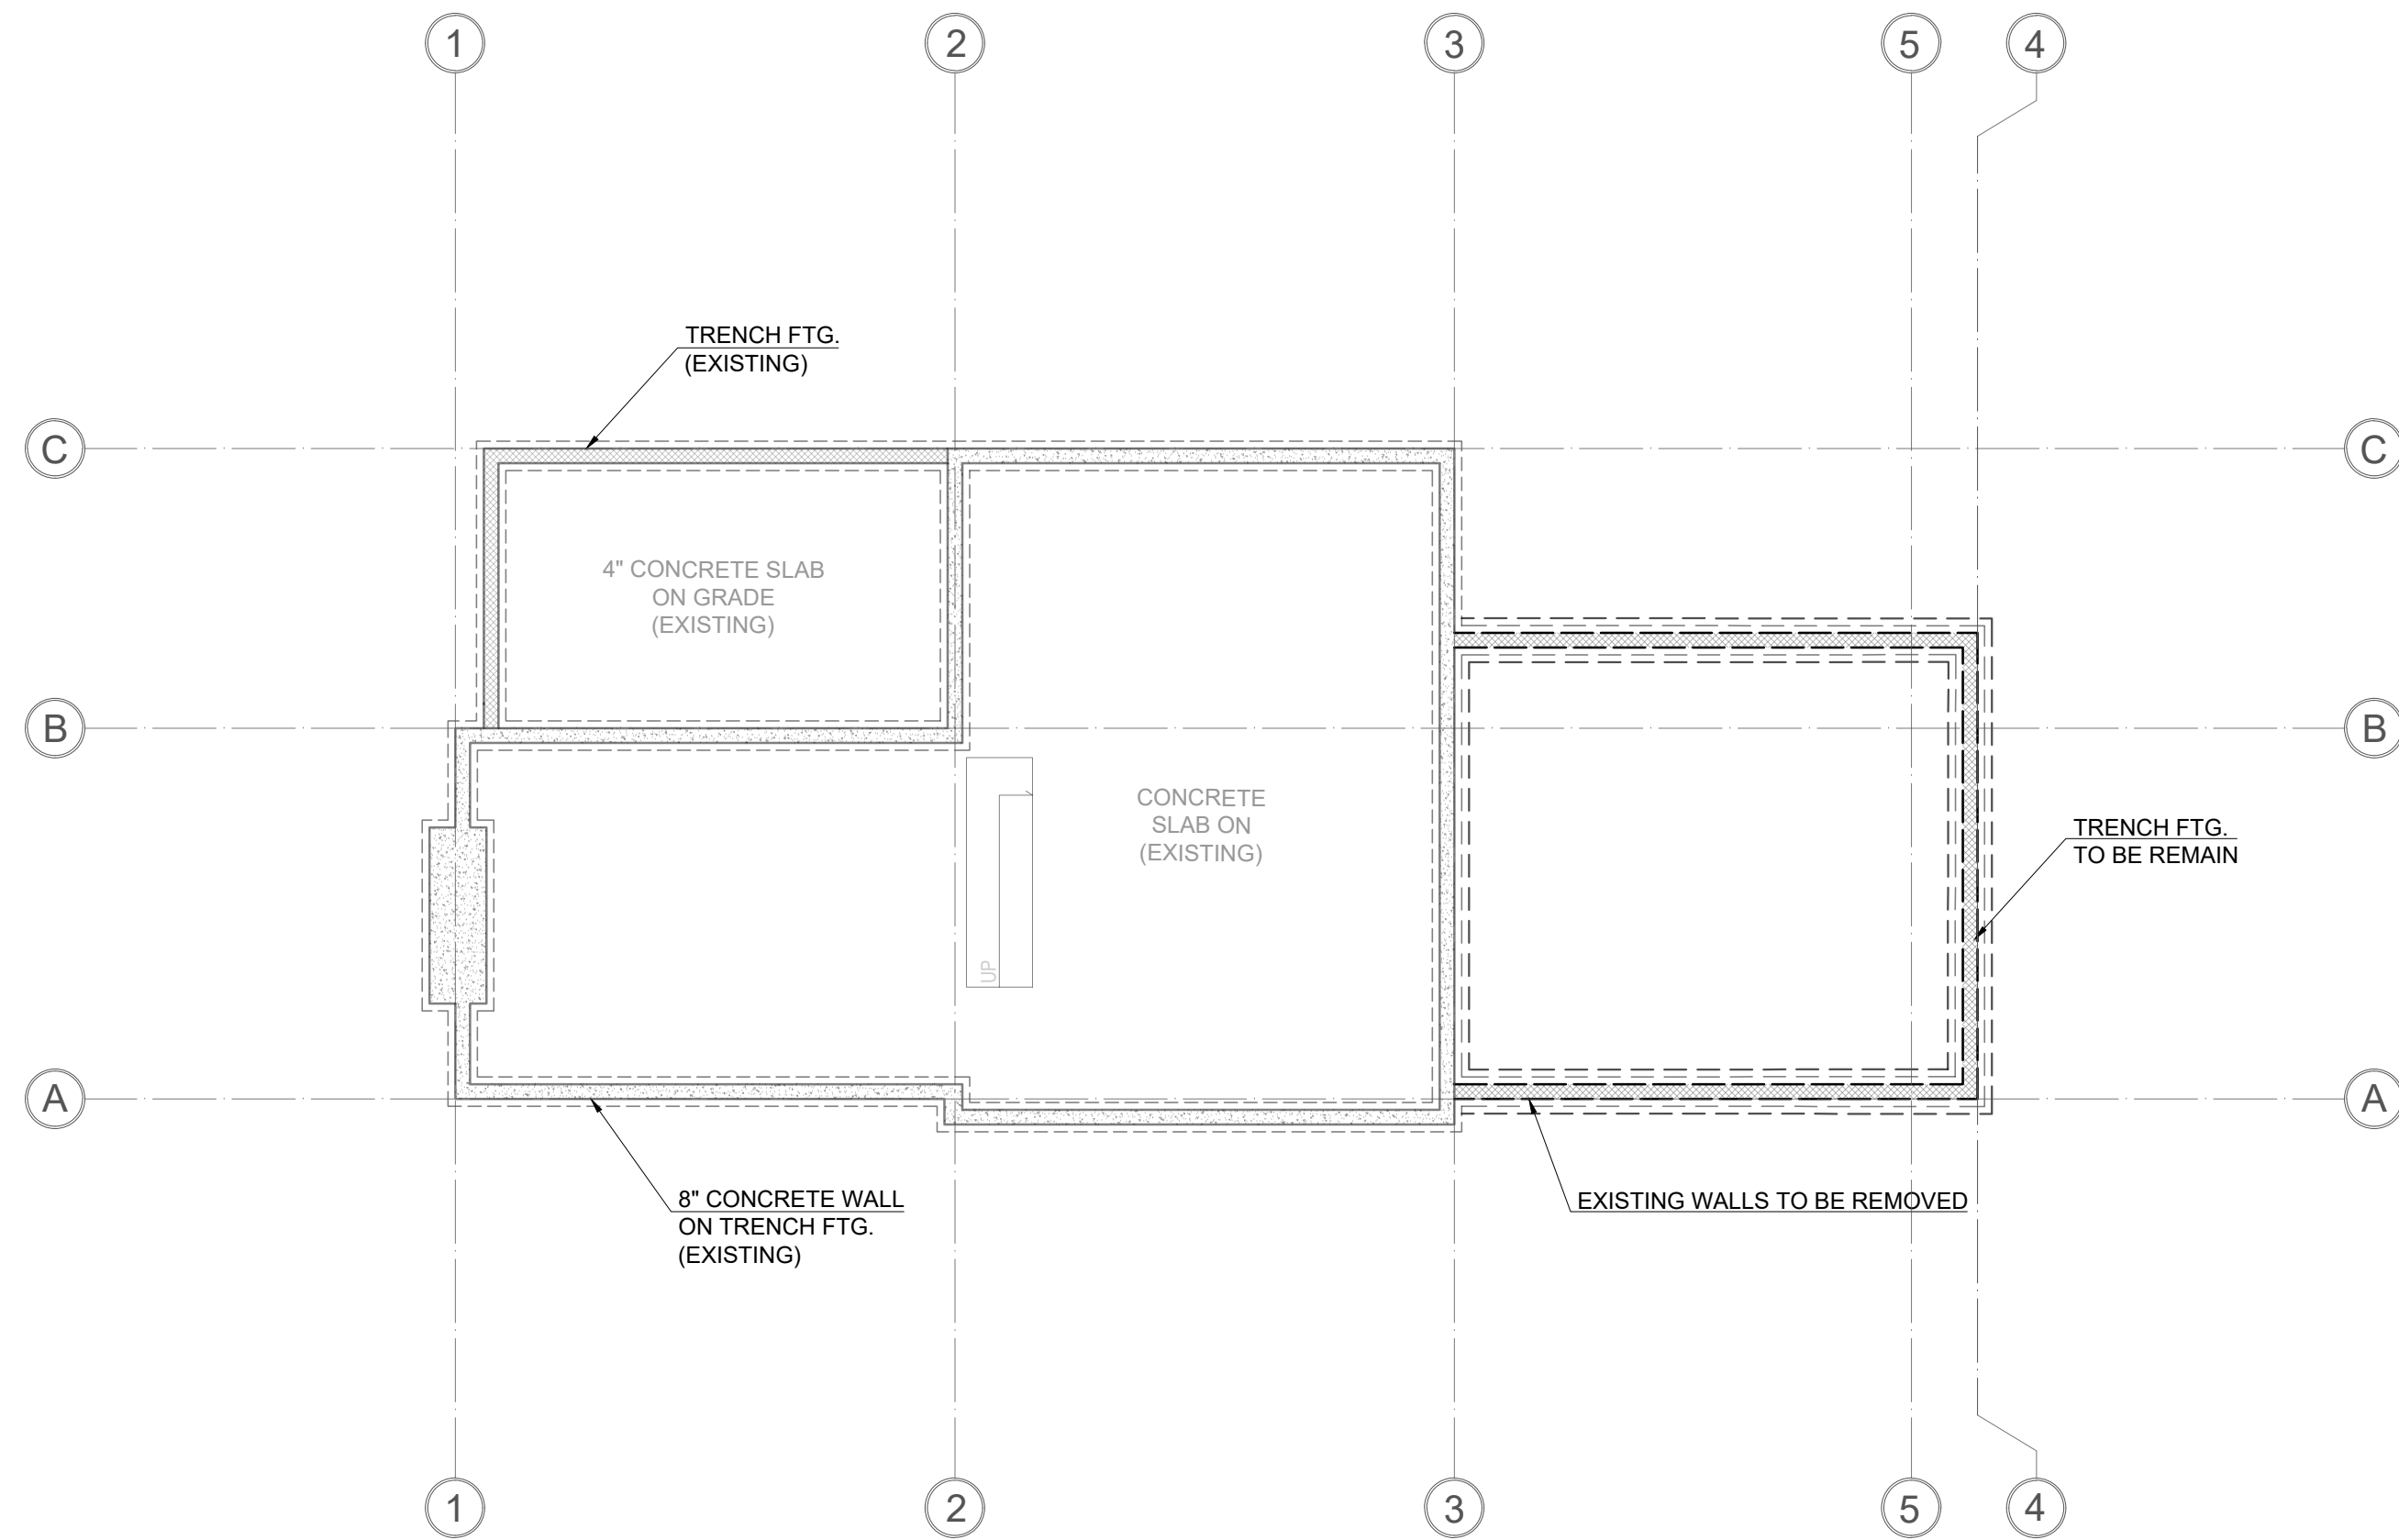 1
2
3
5
4
TRENCH FTG.
(EXISTING)
C
C
4" CONCRETE SLAB
ON GRADE
(EXISTING)
B
B
CONCRETE
SLAB ON
(EXISTING)
TRENCH FTG.
TO BE REMAIN
UP
A
A
8" CONCRETE WALL
ON TRENCH FTG.
(EXISTING)
EXISTING WALLS TO BE REMOVED
1
2
3
5
4